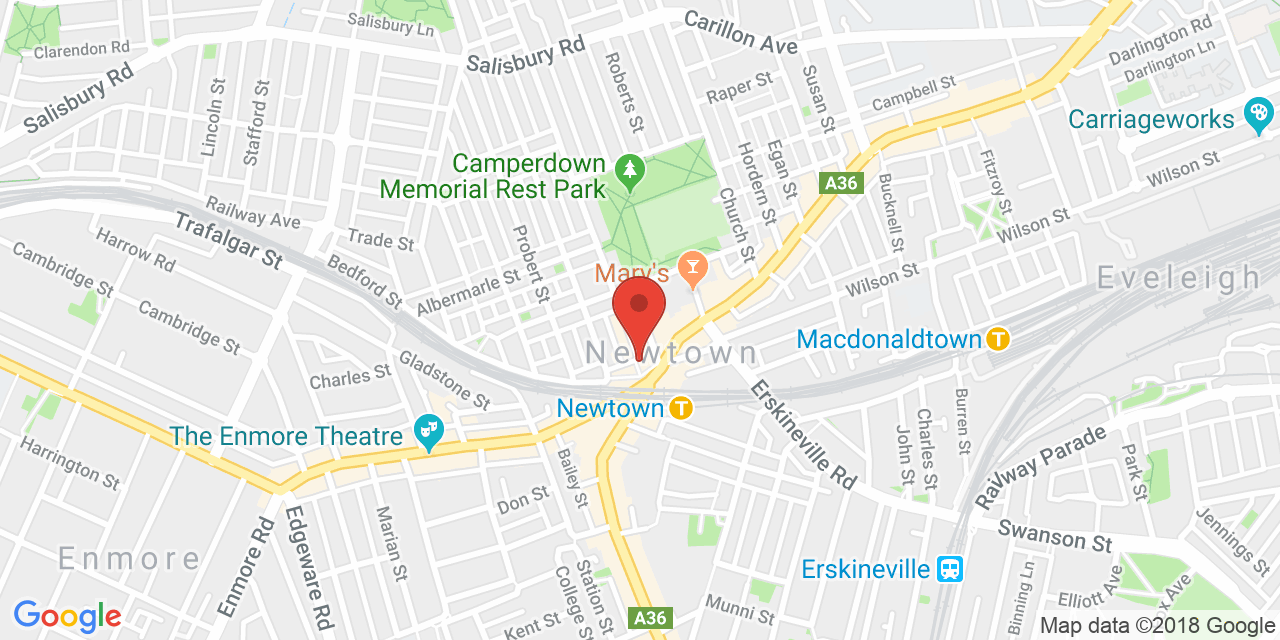 Salisbury Ln
Clarendon Rd
Salisbury Rd
Salisbury Rd
Carillon Ave
Darlington Rd
Darlington Ln
Lincoln St
Stafford St
Roberts St
Raper St
Susan St
Campbell St
Carriageworks
Camperdown
Memorial Rest Park
Egan St
Hordern St
Church St
A36
Bucknell St
Fitzroy St
Wilson St
Wilson St
Wilson St
Railway Ave
Trafalgar St
Trade St
Harrow Rd
Cambridge St
Bedford St
Probert St
Albermarle St
Mary's
Eveleigh
Cambridge St
Newtown
Macdonaldtown T
Gladstone St
Charles St
Newtown T
Erskineville Rd
Burren St
Charles St
John St
Railway Parade
Park St
The Enmore Theatre
Harrington St
Bailey St
Don St
Marian St
Enmore
Enmore Rd
Edgeware Rd
Swanson St
Jennings St
Erskineville
Binning Ln
Elliott Ave
ox Ave
College St
Station St
Kent St
A36
Munni St
Google
Map data ©2018 Google